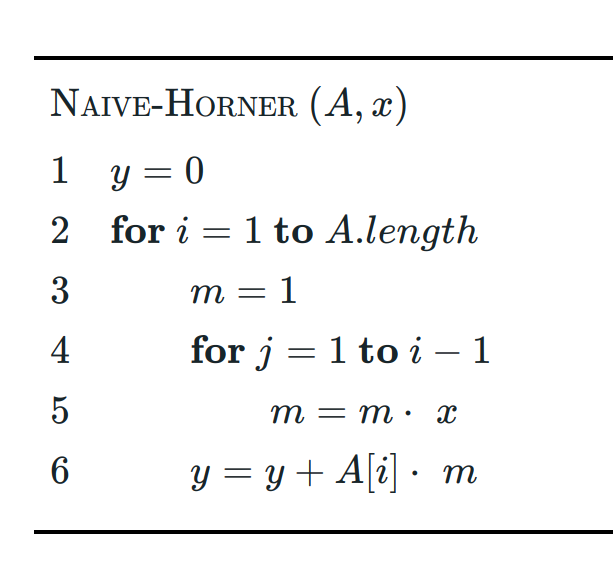 NAIVE-HORNER (A, x)
1 y = 0
2 for i = 1 to A.length
3 m = 1
4 for j = 1 to i − 1
5 m = m · x
6 y = y + A[i] · m